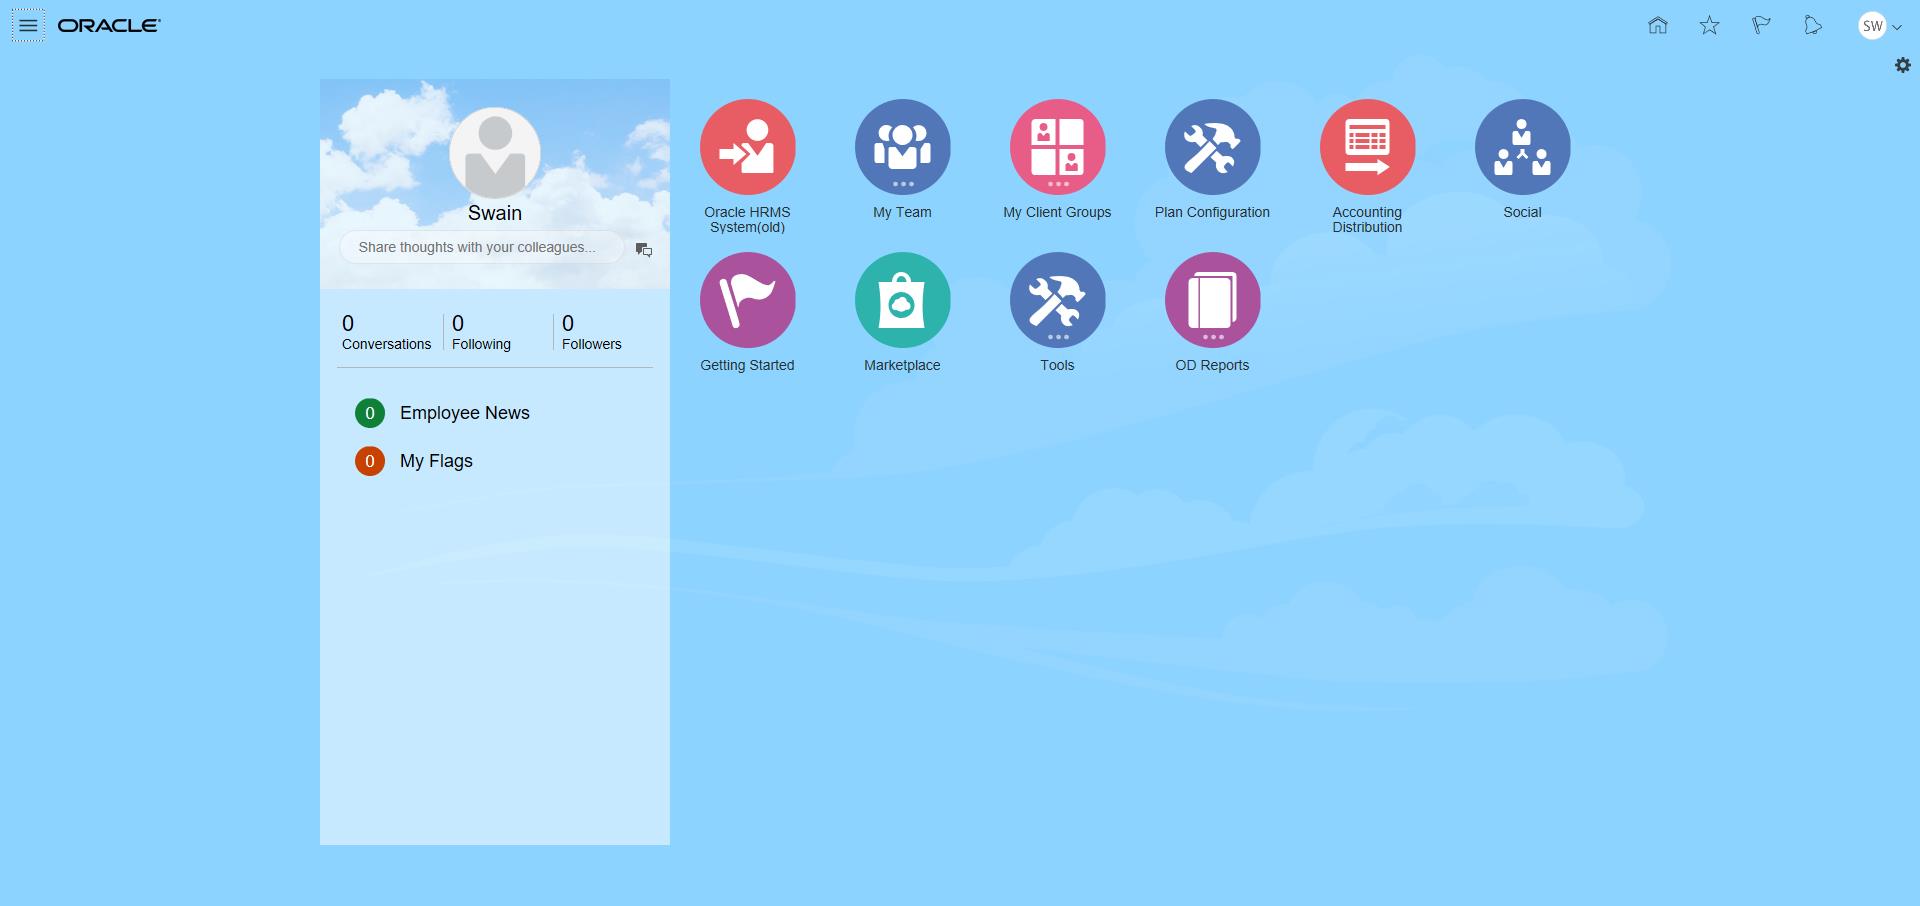 ORACLE
SW
Swain
Share thoughts with your colleagues...
0
Conversations
0
Following
0
Followers
0 Employee News
0 My Flags
Oracle HRMS
System(old)
My Team
My Client Groups
Plan Configuration
Accounting
Distribution
Social
Getting Started
Marketplace
Tools
OD Reports